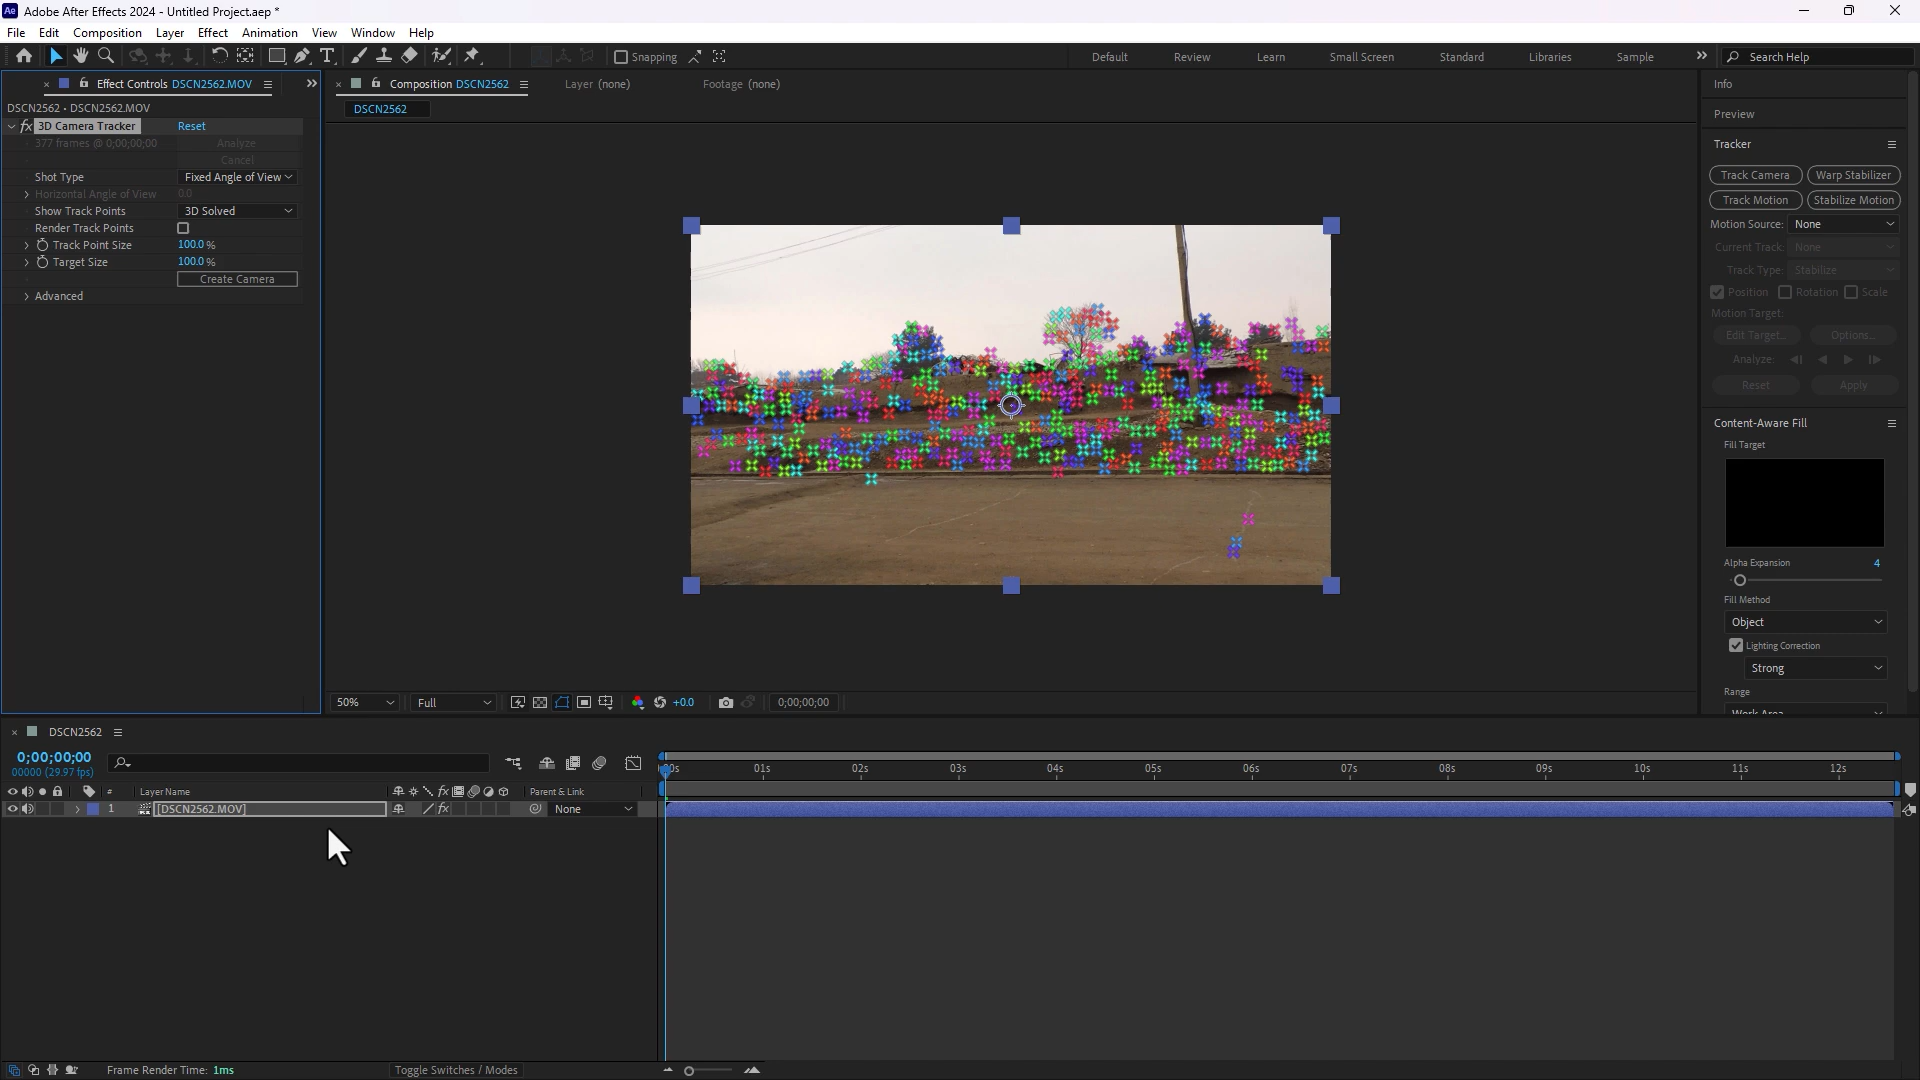 Ae Adobe After Effects 2024 - Untitled Project.aep *
File Edit Composition Layer Effect Animation View Window Help
Snapping Default Review Learn Small Screen Standard Libraries Sample Search Help
Effect Controls DSCN2562.MOV
DSCN2562 • DSCN2562.MOV
fx 3D Camera Tracker Reset
377 frames @ 0;00;00;00 Analyze
Cancel
Shot Type Fixed Angle of View
Horizontal Angle of View 0.0
Show Track Points 3D Solved
Render Track Points
Track Point Size 100.0 %
Target Size 100.0 %
Create Camera
Advanced
Composition DSCN2562 Layer (none) Footage (none)
DSCN2562
50% Full +0.0 0;00;00;00
Info
Preview
Tracker
Track Camera Warp Stabilizer
Track Motion Stabilize Motion
Motion Source: None
Current Track: None
Track Type: Stabilize
Position Rotation Scale
Motion Target:
Edit Target... Options...
Analyze:
Reset Apply
Content-Aware Fill
Fill Target
Alpha Expansion 4
Fill Method
Object
Lighting Correction
Strong
Range
Work Area
DSCN2562
0;00;00;00
00000 (29.97 fps)
# Layer Name fx Parent & Link
1 [DSCN2562.MOV] fx None
00s 01s 02s 03s 04s 05s 06s 07s 08s 09s 10s 11s 12s
Frame Render Time: 1ms Toggle Switches / Modes